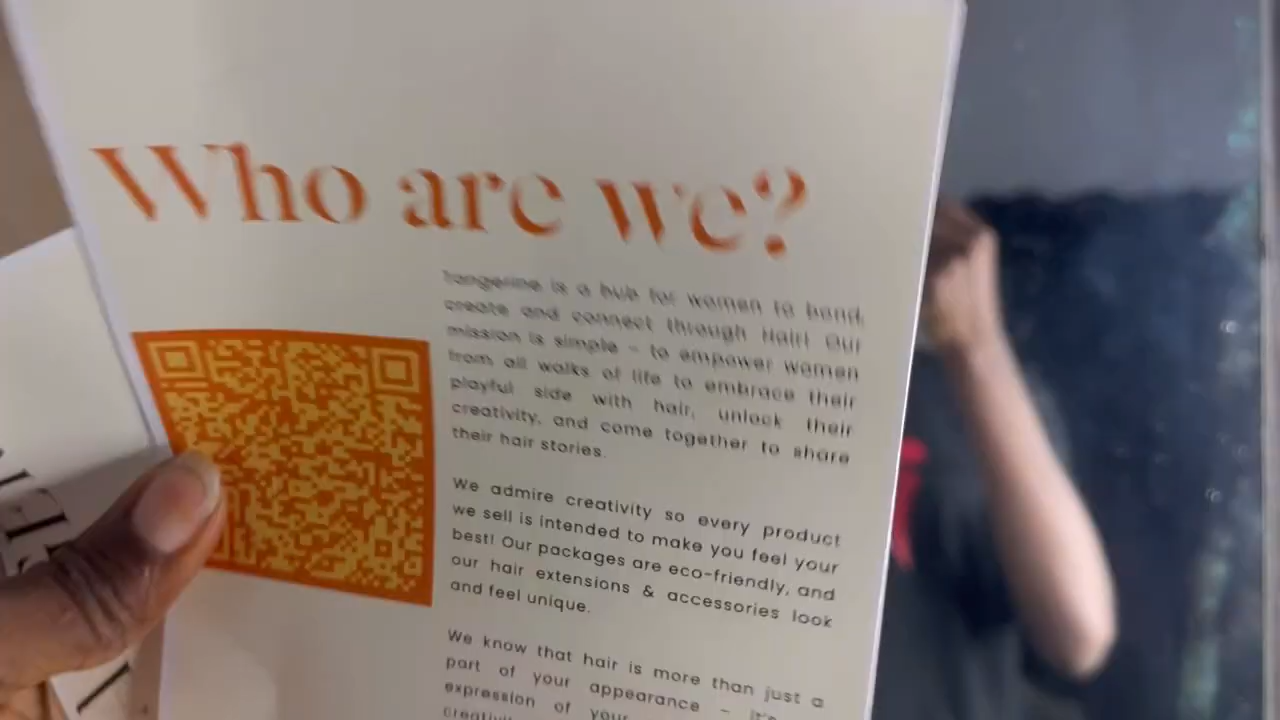 Who are we?
Tangerine is a hub for women to bond,
create and connect through Hair! Our
mission is simple - to empower women
from all walks of life to embrace their
playful side with hair, unlock their
creativity, and come together to share
their hair stories.
We admire creativity so every product
we sell is intended to make you feel your
best! Our packages are eco-friendly, and
our hair extensions & accessories look
and feel unique.
We know that hair is more than just a
part of your appearance - it's
expression of your